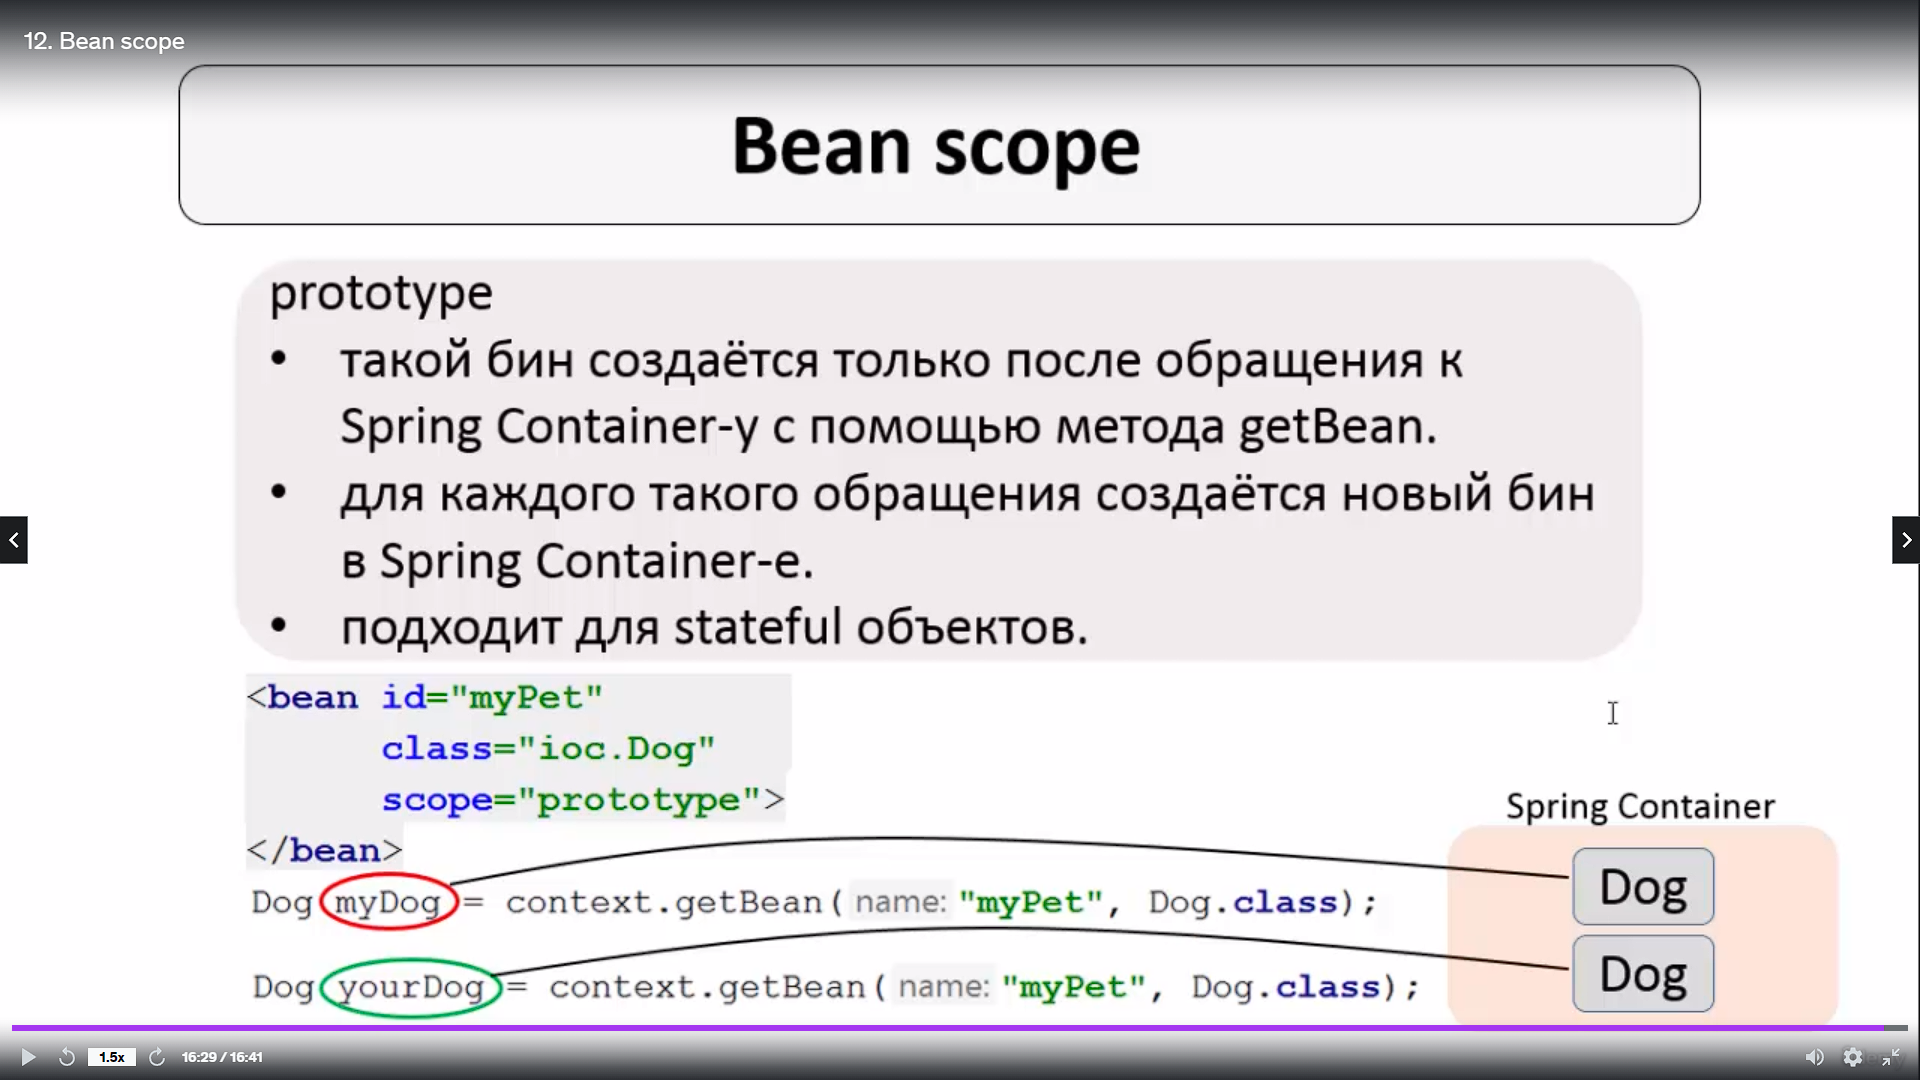 12. Bean scope
Bean scope
prototype
• такой бин создаётся только после обращения к
Spring Container-у с помощью метода getBean.
• для каждого такого обращения создаётся новый бин
в Spring Container-е.
• подходит для stateful объектов.
<bean id="myPet"
class="ioc.Dog"
scope="prototype">
</bean>
Spring Container
Dog myDog = context.getBean( name: "myPet", Dog.class);
Dog
Dog yourDog = context.getBean( name: "myPet", Dog.class);
Dog
1.5x
16:29 / 16:41